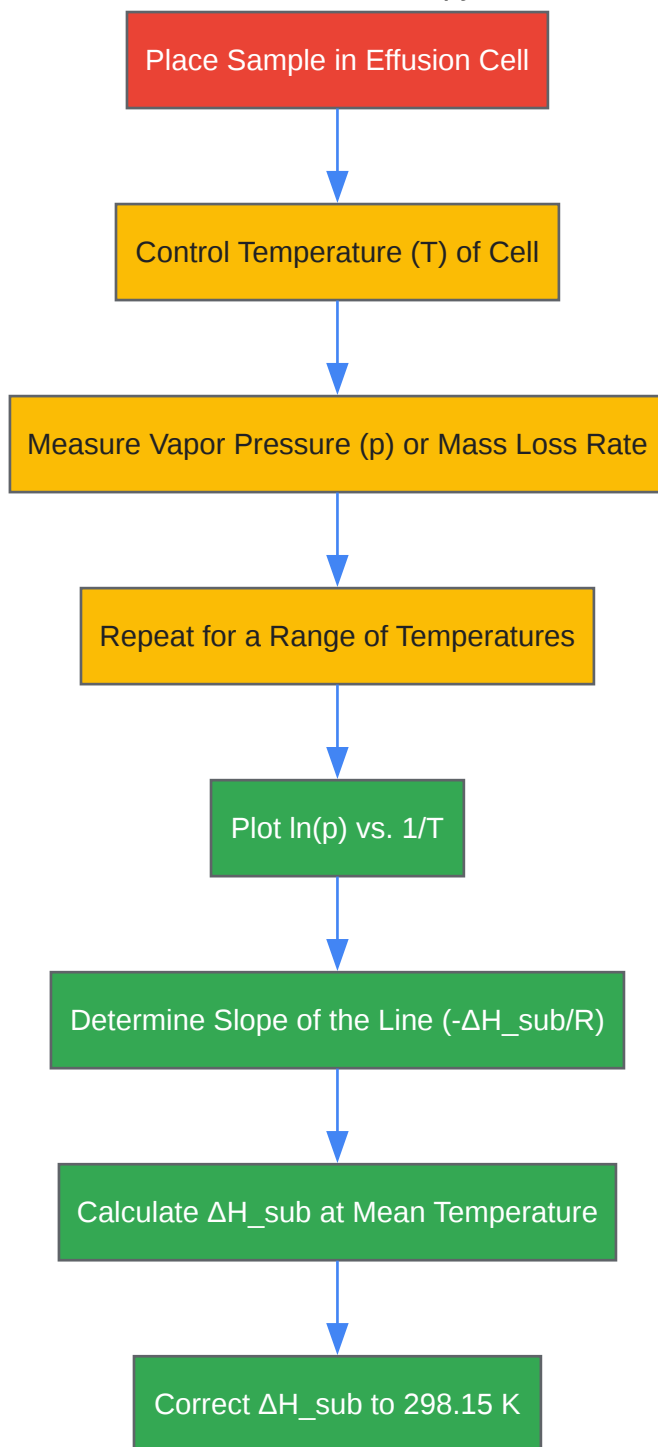 Place Sample in Effusion Cell
Control Temperature (T) of Cell
Measure Vapor Pressure (p) or Mass Loss Rate
Repeat for a Range of Temperatures
Plot ln(p) vs. 1/T
Determine Slope of the Line (-ΔH_sub/R)
Calculate ΔH_sub at Mean Temperature
Correct ΔH_sub to 298.15 K